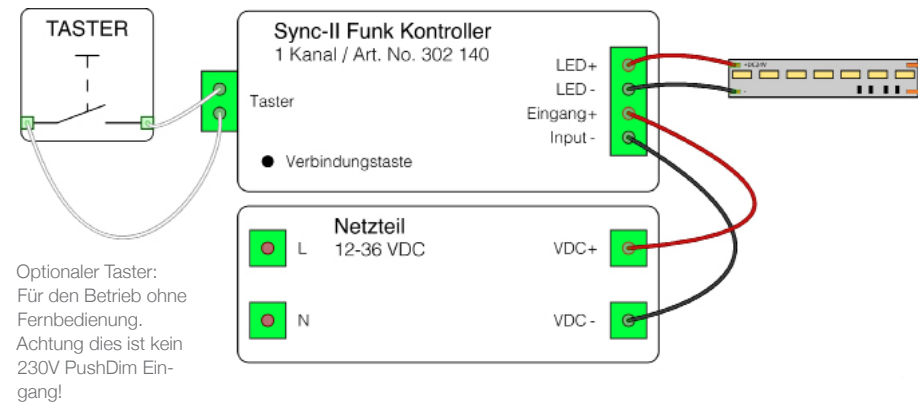 TASTER
Sync-II Funk Kontroller
1 Kanal / Art. No. 302 140
Taster
Verbindungstaste
LED+
LED -
Eingang+
Input -
+DC24V
-
Netzteil
12-36 VDC
L
N
VDC+
VDC -
Optionaler Taster:
Für den Betrieb ohne
Fernbedienung.
Achtung dies ist kein
230V PushDim Ein-
gang!